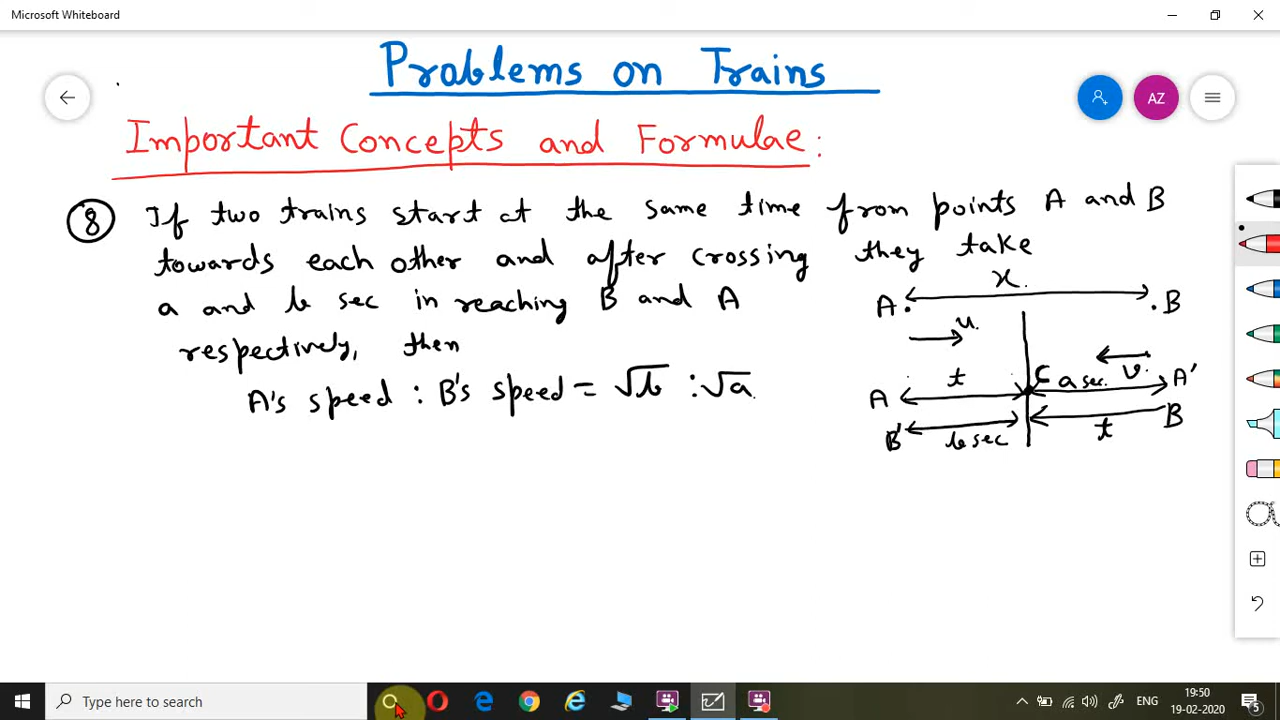 Microsoft Whiteboard
Problems on Trains
AZ
Important Concepts and Formulae:
8 If two trains start at the same time from points A and B
towards each other and after crossing they take
a and b sec in reaching B and A
respectively, then
A's speed : B's speed = √b : √a
x.
A B
u.
v.
A t C a sec A'
B' b sec t B
Type here to search
ENG
19:50
19-02-2020
5